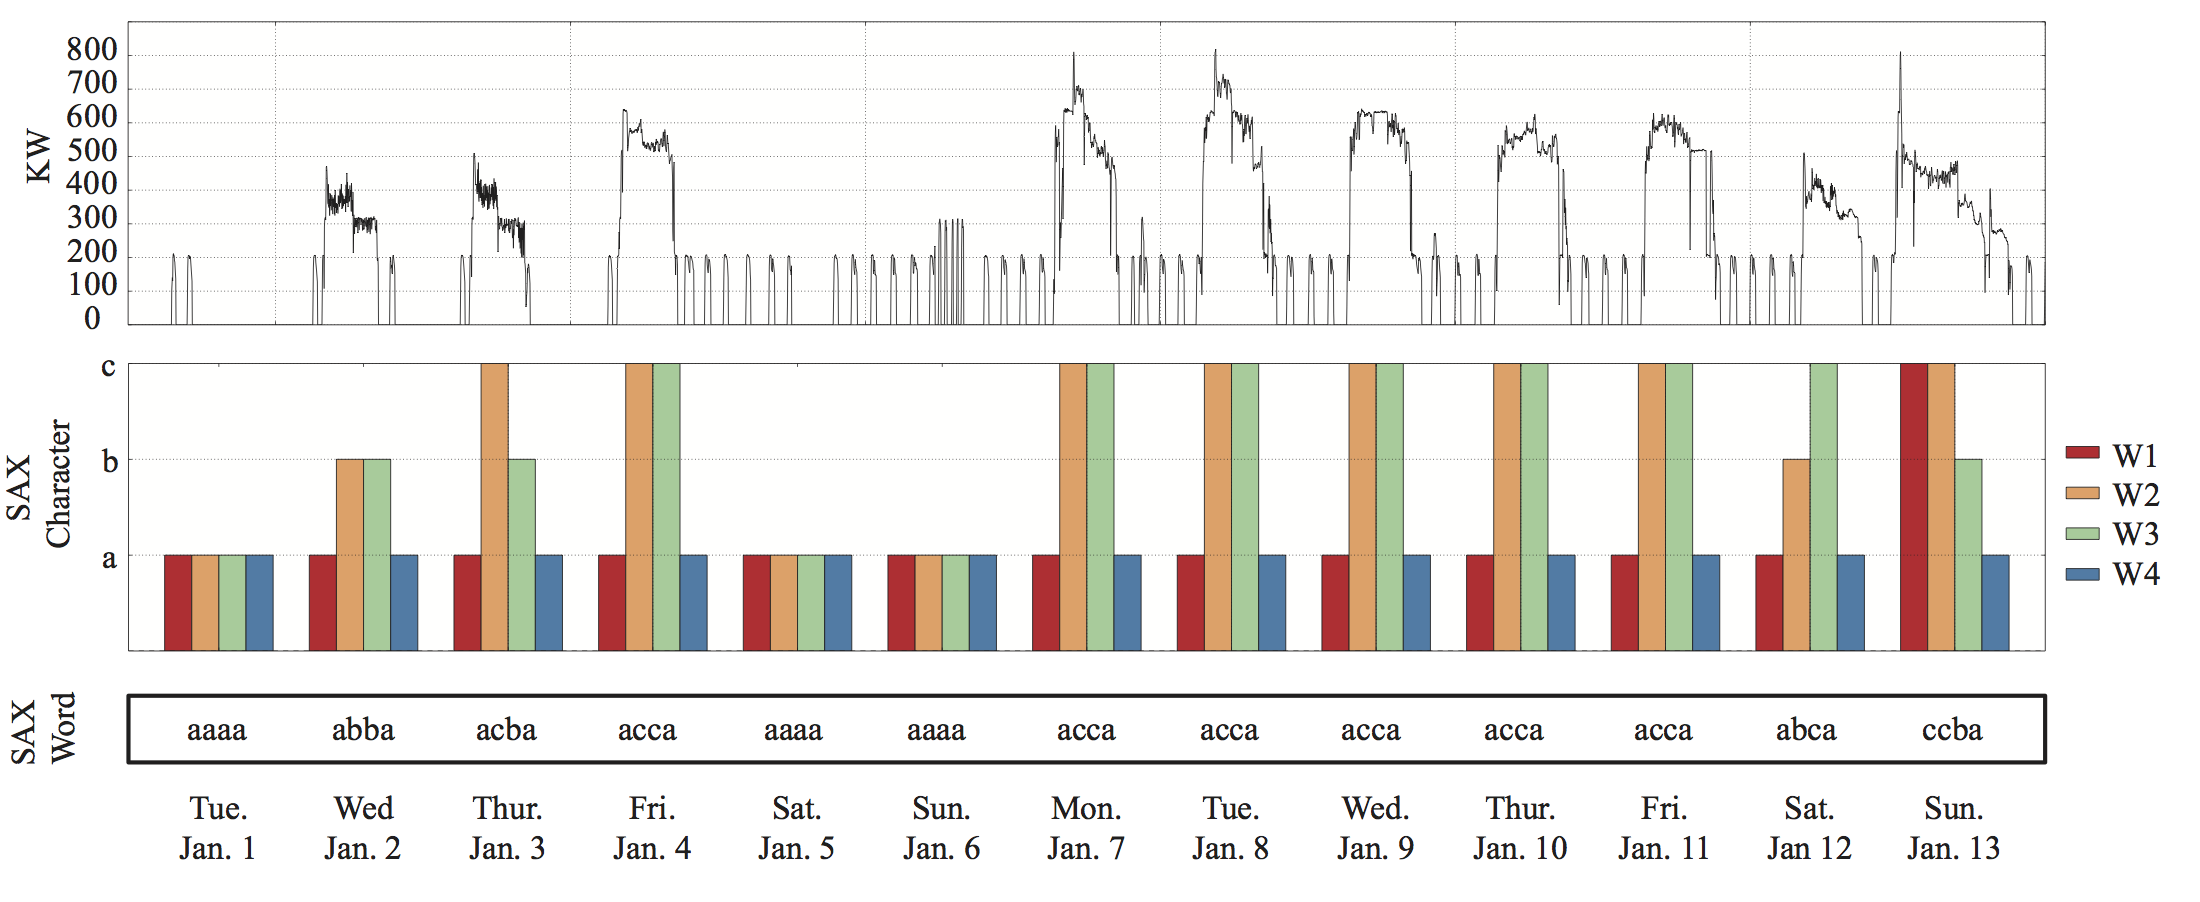 800
700
600
500
400
300
200
100
0
KW
c
b
a
SAX
Character
W1
W2
W3
W4
SAX
Word
aaaa abba acba acca aaaa aaaa acca acca acca acca acca abca ccba
Tue. Wed Thur. Fri. Sat. Sun. Mon. Tue. Wed. Thur. Fri. Sat. Sun.
Jan. 1 Jan. 2 Jan. 3 Jan. 4 Jan. 5 Jan. 6 Jan. 7 Jan. 8 Jan. 9 Jan. 10 Jan. 11 Jan 12 Jan. 13